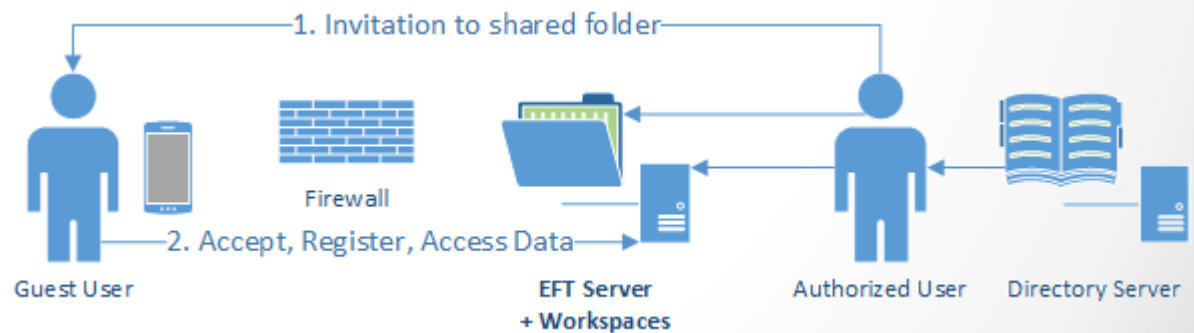 1. Invitation to shared folder
Firewall
2. Accept, Register, Access Data
Guest User
EFT Server
+ Workspaces
Authorized User
Directory Server